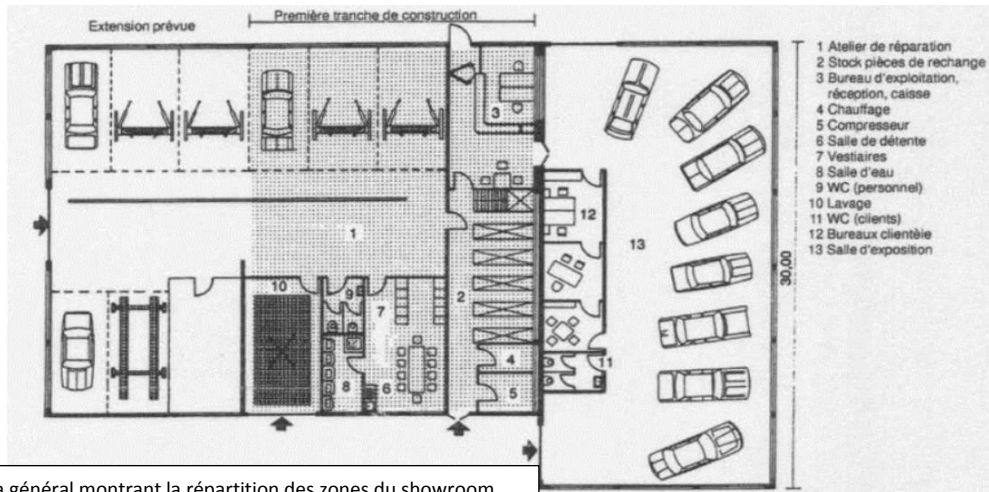 Extension prévue
Première tranche de construction
1 Atelier de réparation
2 Stock pièces de rechange
3 Bureau d'exploitation,
réception, caisse
4 Chauffage
5 Compresseur
6 Salle de détente
7 Vestiaires
8 Salle d'eau
9 WC (personnel)
10 Lavage
11 WC (clients)
12 Bureaux clientèle
13 Salle d'exposition
3
12
1
13
30,00
10
9
7
2
4
11
8
6
5
général montrant la répartition des zones du showroom